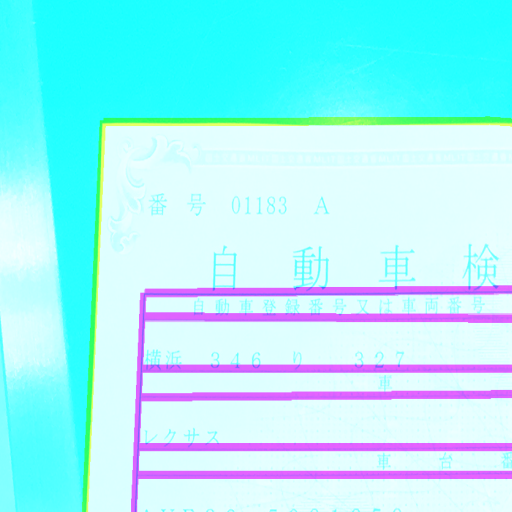 番 号 01183 A
自 動 車 検
自動車登録番号又は車両番号
横浜 346 り 327
車
レクサス
車 台 番